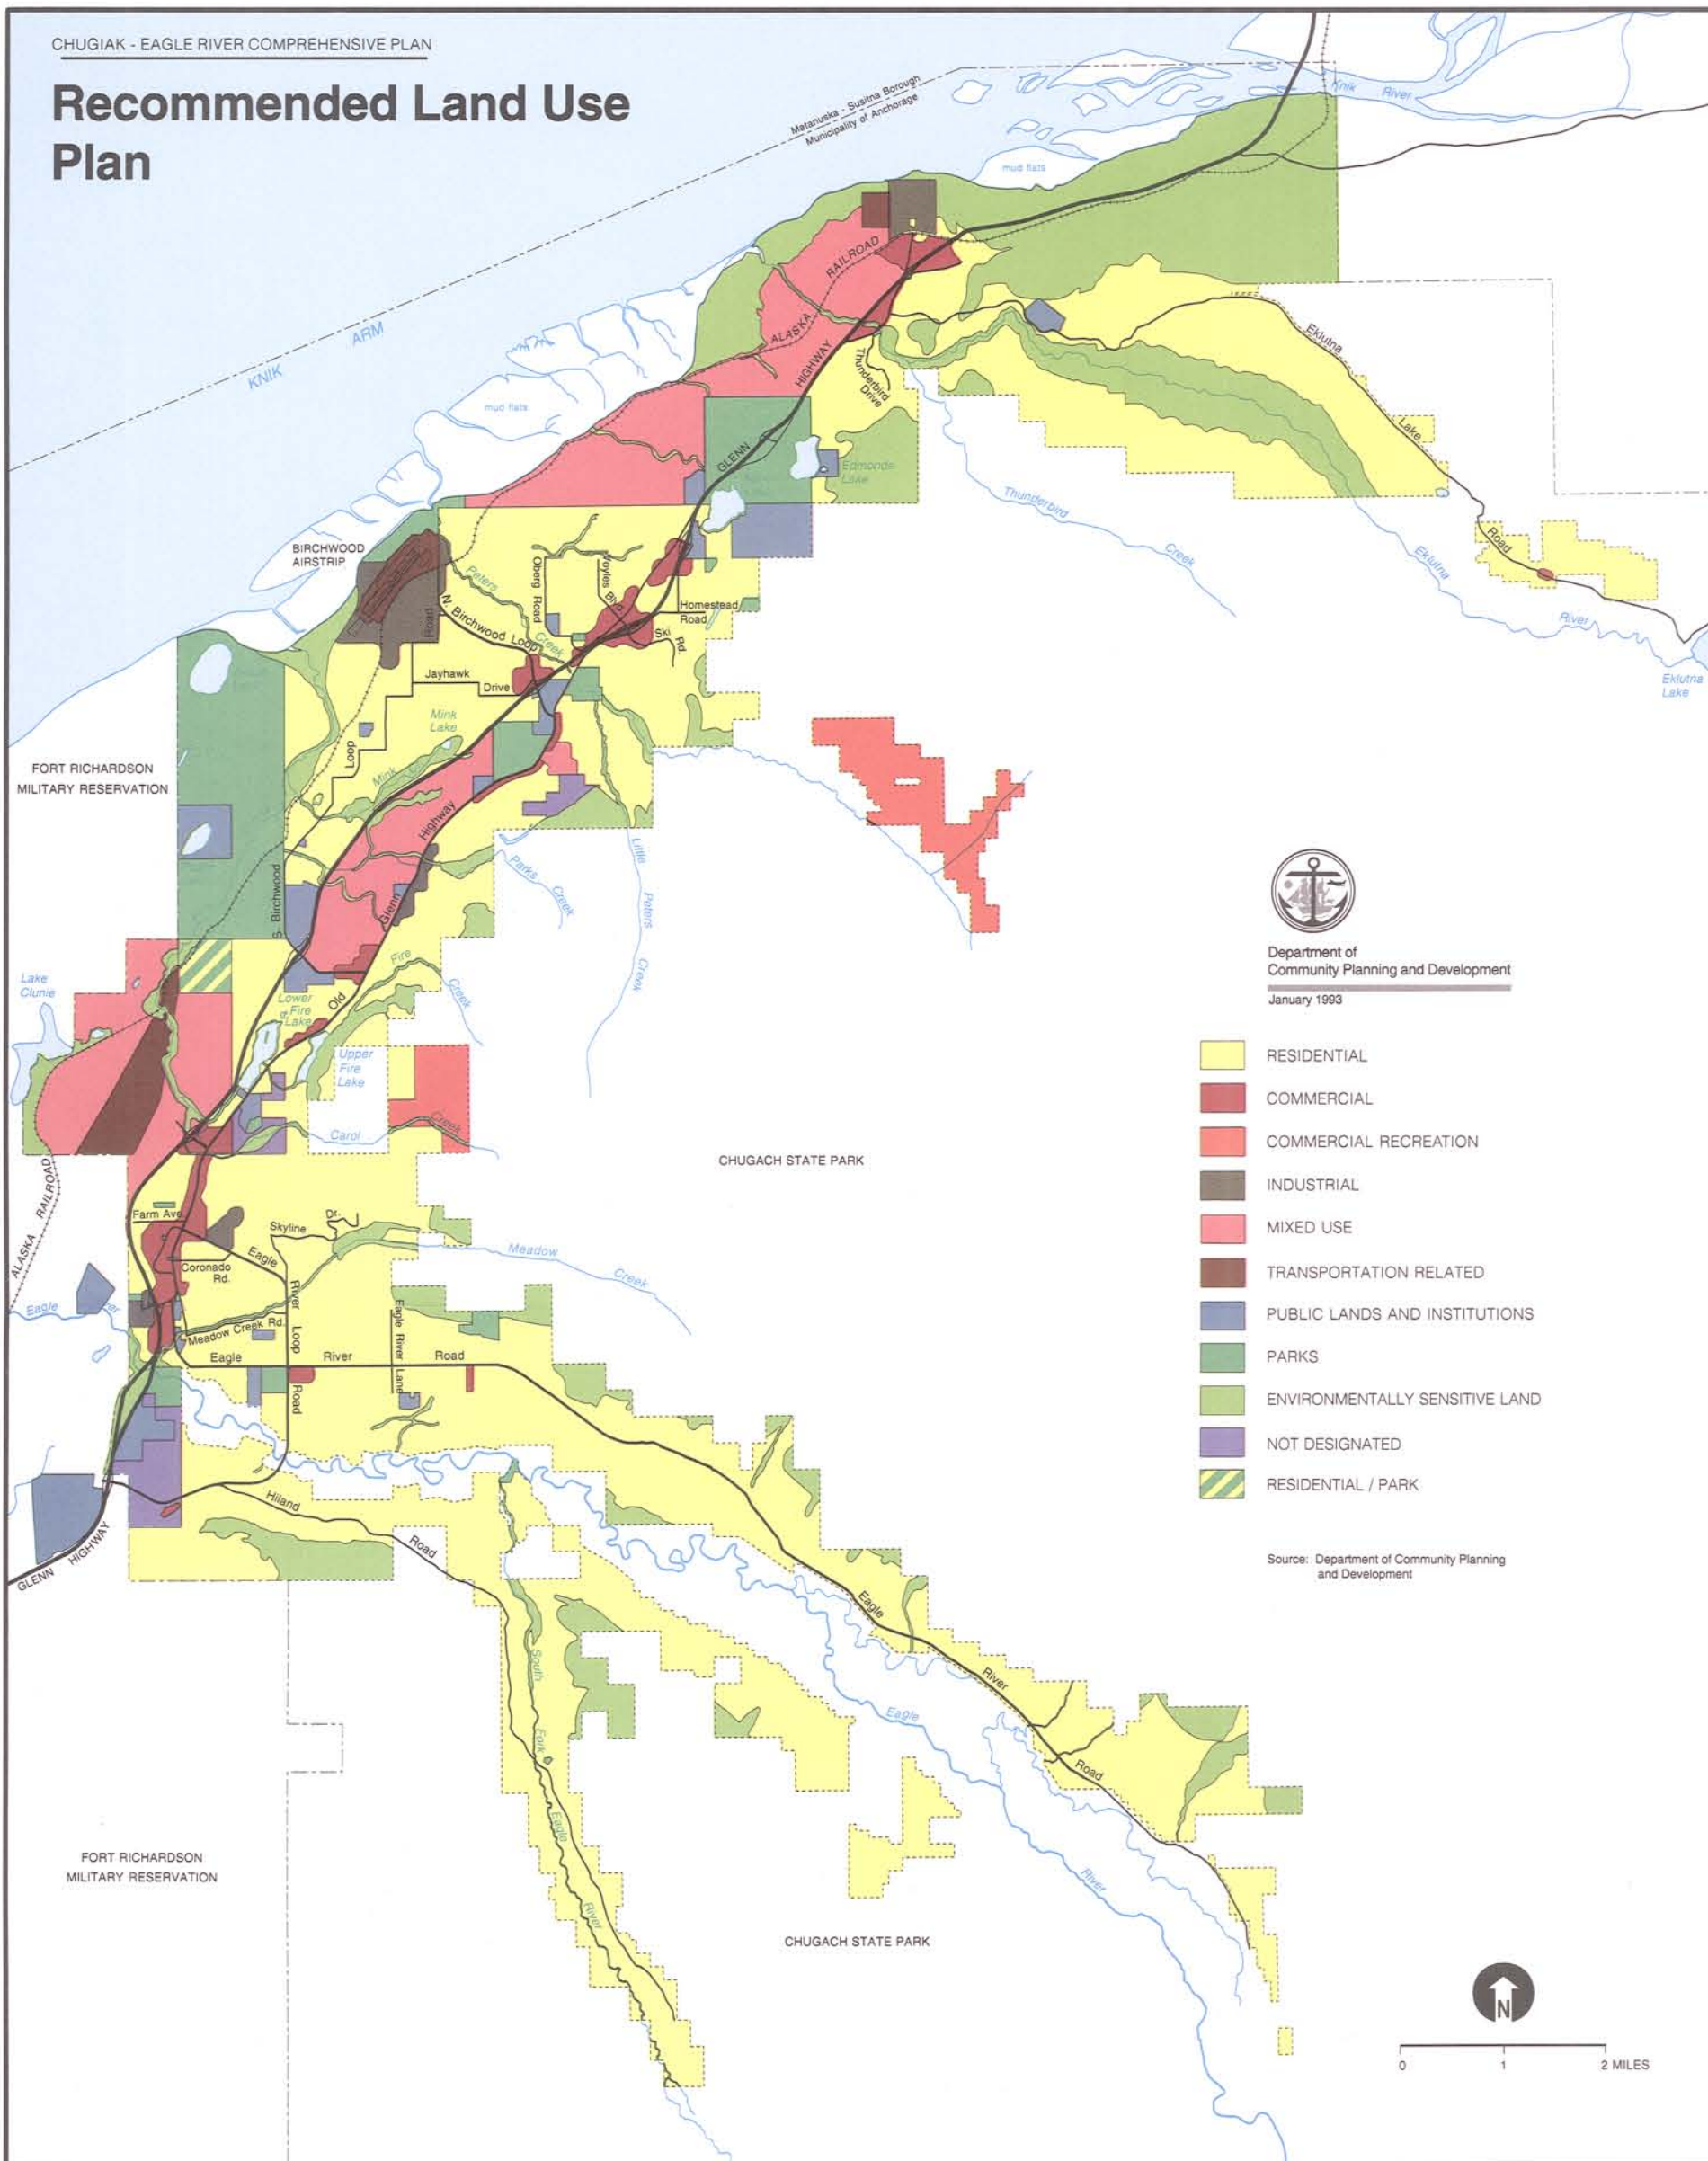 CHUGIAK - EAGLE RIVER COMPREHENSIVE PLAN
Recommended Land Use
Plan
Matanuska - Susitna Borough
Municipality of Anchorage
Knik River
mud flats
KNIK ARM
ALASKA RAILROAD
GLENN HIGHWAY
Thunderbird
Drive
Eklutna Lake Road
mud flats
Edmonds
Lake
Thunderbird Creek
Eklutna River
Eklutna
Lake
BIRCHWOOD
AIRSTRIP
Peters Creek
Oberg Road
Voyles Blvd.
Homestead
Road
Ski Rd.
N. Birchwood Loop Road
Jayhawk Drive
Mink
Lake
Mink
Loop
S. Birchwood
FORT RICHARDSON
MILITARY RESERVATION
Old Glenn Highway
Parks Creek
Little Peters Creek
Fire Creek
Lake
Clunie
Lower
Fire
Lake
Upper
Fire
Lake
Carol Creek
CHUGACH STATE PARK
ALASKA RAILROAD
Farm Ave.
Skyline Dr.
Coronado
Rd.
Eagle River Loop Road
Meadow Creek
Eagle
Meadow Creek Rd.
Eagle River Lane
Eagle River Road
Hiland Road
GLENN HIGHWAY
South Fork Eagle River
Eagle River Road
Eagle River
FORT RICHARDSON
MILITARY RESERVATION
CHUGACH STATE PARK
Department of
Community Planning and Development
January 1993
RESIDENTIAL
COMMERCIAL
COMMERCIAL RECREATION
INDUSTRIAL
MIXED USE
TRANSPORTATION RELATED
PUBLIC LANDS AND INSTITUTIONS
PARKS
ENVIRONMENTALLY SENSITIVE LAND
NOT DESIGNATED
RESIDENTIAL / PARK
Source: Department of Community Planning
and Development
N
0 1 2 MILES